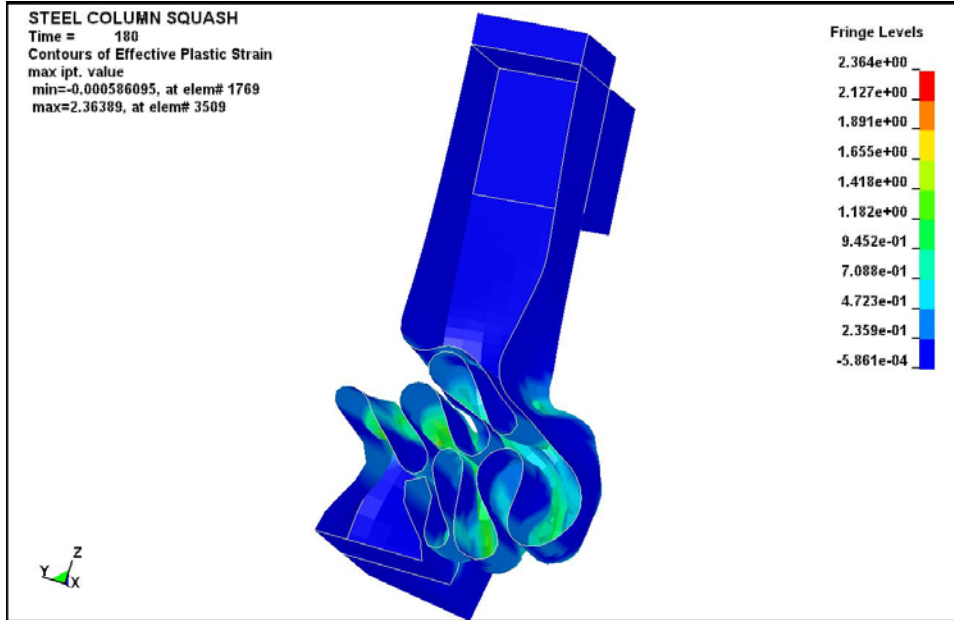 STEEL COLUMN SQUASH
Time = 180
Contours of Effective Plastic Strain
max ipt. value
min=-0.000586095, at elem# 1769
max=2.36389, at elem# 3509
Fringe Levels
2.364e+00
2.127e+00
1.891e+00
1.655e+00
1.418e+00
1.182e+00
9.452e-01
7.088e-01
4.723e-01
2.359e-01
-5.861e-04
Z
Y
X